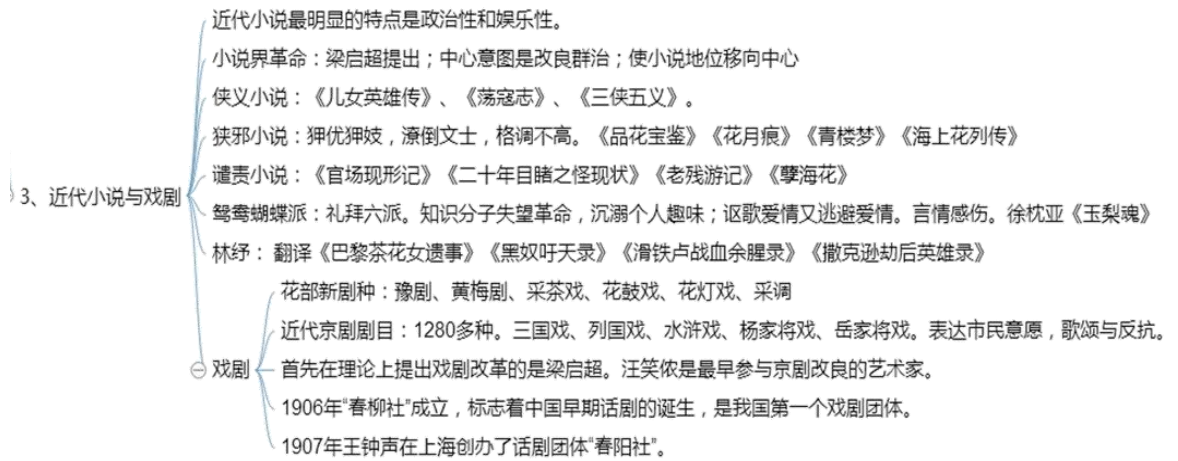 近代小说最明显的特点是政治性和娱乐性。
小说界革命：梁启超提出；中心意图是改良群治；使小说地位移向中心
侠义小说：《儿女英雄传》、《荡寇志》、《三侠五义》。
狭邪小说：狎优狎妓，潦倒文士，格调不高。《品花宝鉴》《花月痕》《青楼梦》《海上花列传》
3、近代小说与戏剧
谴责小说：《官场现形记》《二十年目睹之怪现状》《老残游记》《孽海花》
鸳鸯蝴蝶派：礼拜六派。知识分子失望革命，沉溺个人趣味；讴歌爱情又逃避爱情。言情感伤。徐枕亚《玉梨魂》
林纾： 翻译《巴黎茶花女遗事》《黑奴吁天录》《滑铁卢战血余腥录》《撒克逊劫后英雄录》
花部新剧种：豫剧、黄梅剧、采茶戏、花鼓戏、花灯戏、采调
近代京剧剧目：1280多种。三国戏、列国戏、水浒戏、杨家将戏、岳家将戏。表达市民意愿，歌颂与反抗。
戏剧
首先在理论上提出戏剧改革的是梁启超。汪笑侬是最早参与京剧改良的艺术家。
1906年“春柳社”成立，标志着中国早期话剧的诞生，是我国第一个戏剧团体。
1907年王钟声在上海创办了话剧团体“春阳社”。